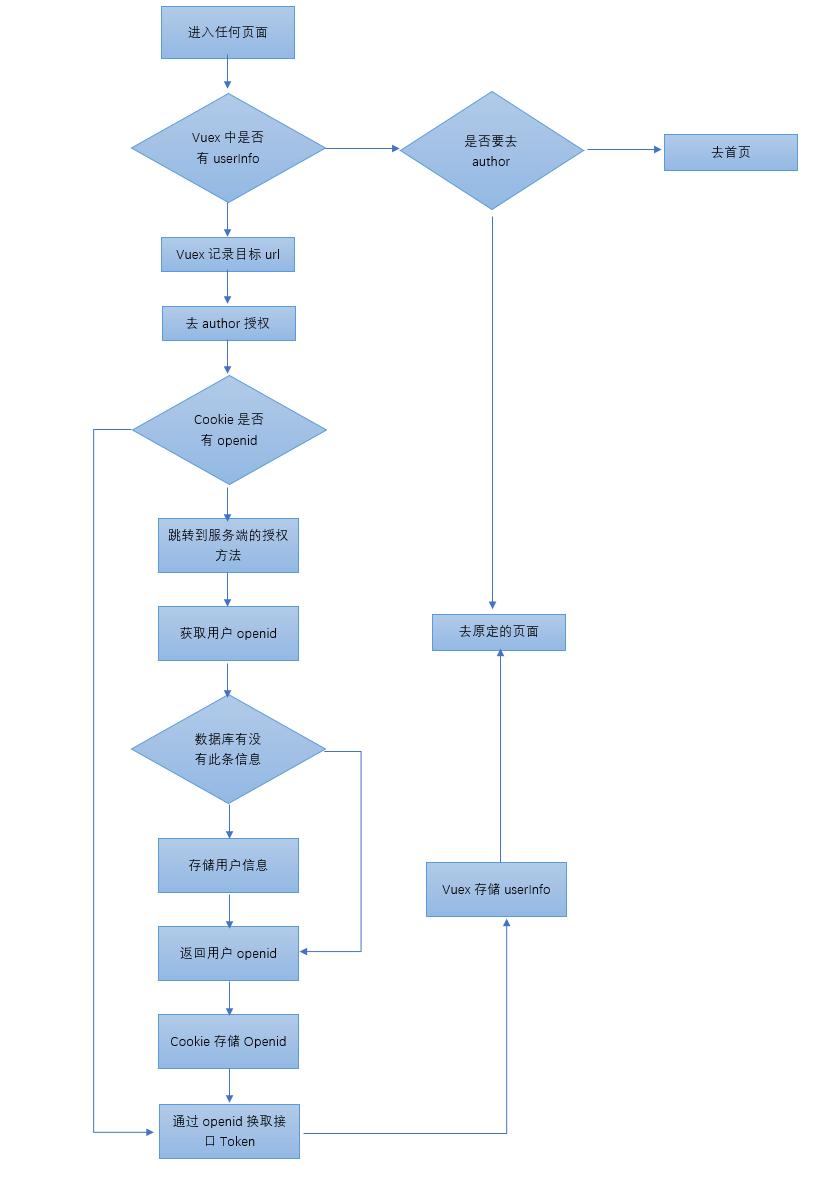 进入任何页面
Vuex 中是否
有 userInfo
是否要去
author
去首页
Vuex 记录目标 url
去 author 授权
Cookie 是否
有 openid
跳转到服务端的授权
方法
获取用户 openid
去原定的页面
数据库有没
有此条信息
存储用户信息
Vuex 存储 userInfo
返回用户 openid
Cookie 存储 Openid
通过 openid 换取接
口 Token